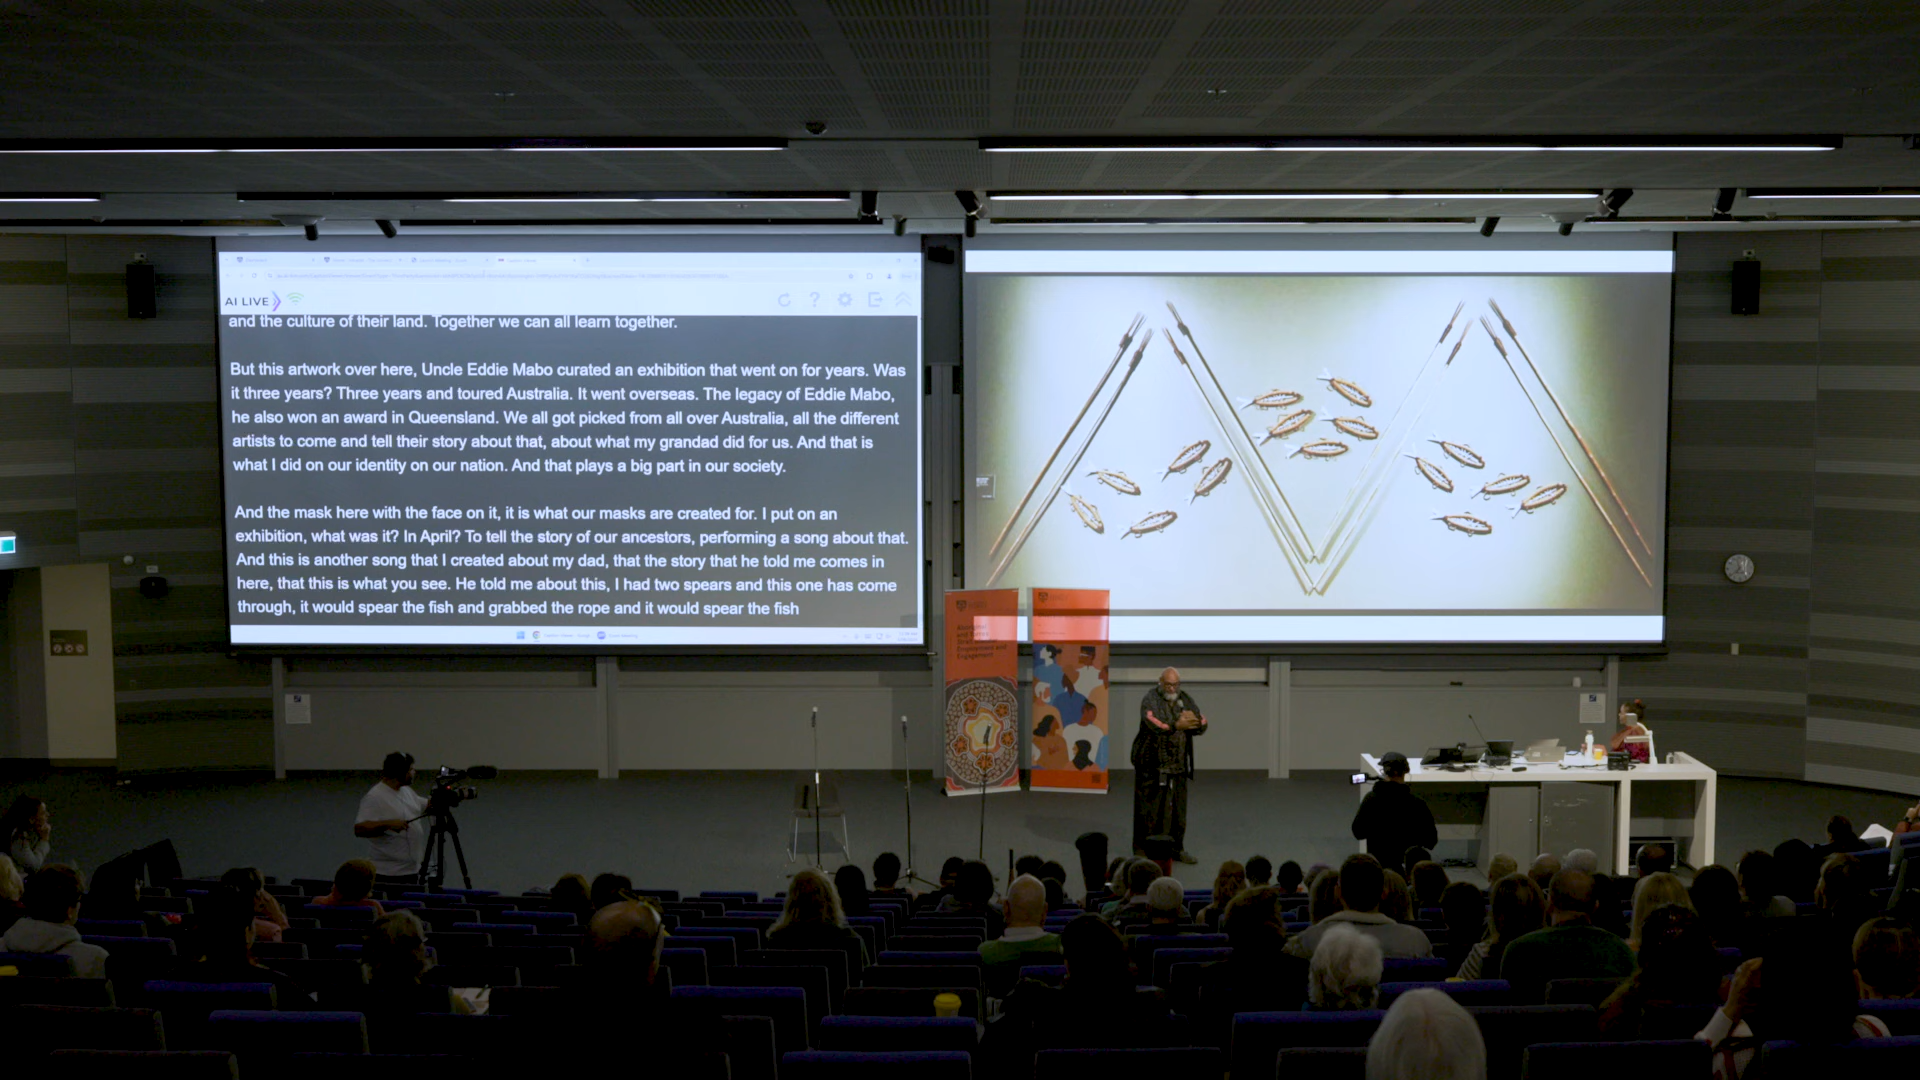 AI LIVE
and the culture of their land. Together we can all learn together.
But this artwork over here, Uncle Eddie Mabo curated an exhibition that went on for years. Was
it three years? Three years and toured Australia. It went overseas. The legacy of Eddie Mabo,
he also won an award in Queensland. We all got picked from all over Australia, all the different
artists to come and tell their story about that, about what my grandad did for us. And that is
what I did on our identity on our nation. And that plays a big part in our society.
And the mask here with the face on it, it is what our masks are created for. I put on an
exhibition, what was it? In April? To tell the story of our ancestors, performing a song about that.
And this is another song that I created about my dad, that the story that he told me comes in
here, that this is what you see. He told me about this, I had two spears and this one has come
through, it would spear the fish and grabbed the rope and it would spear the fish
Employment and
Engagement